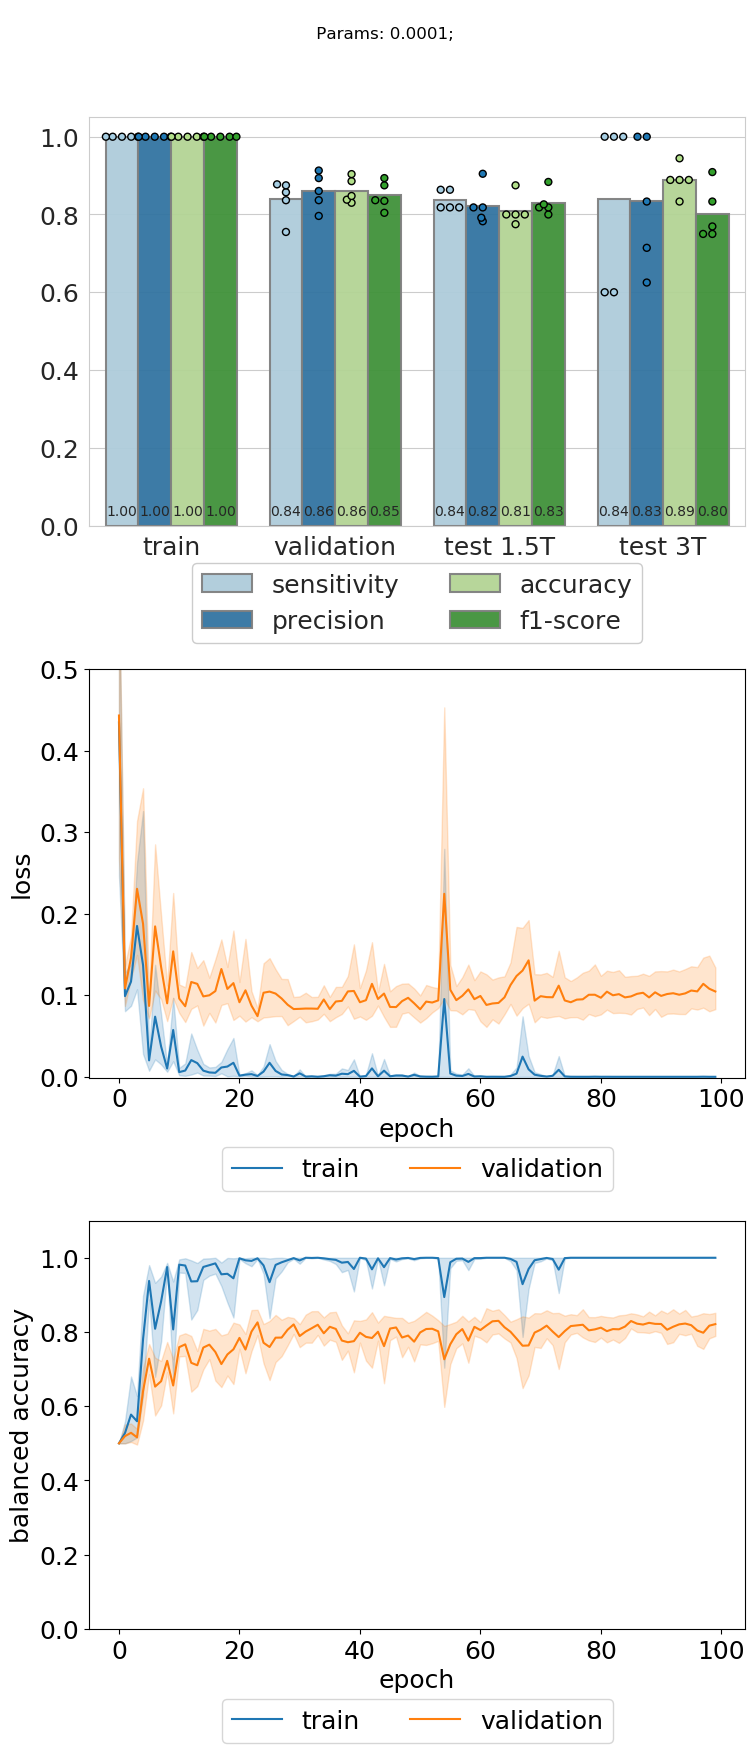 Params: 0.0001;
1.0
0.8
0.6
0.4
0.2
0.0
1.00 1.00 1.00 1.00 0.84 0.86 0.86 0.85 0.84 0.82 0.81 0.83 0.84 0.83 0.89 0.80
train validation test 1.5T test 3T
sensitivity accuracy
precision f1-score
0.5
0.4
0.3
0.2
0.1
0.0
loss
0 20 40 60 80 100
epoch
train validation
1.0
0.8
0.6
0.4
0.2
0.0
balanced accuracy
0 20 40 60 80 100
epoch
train validation